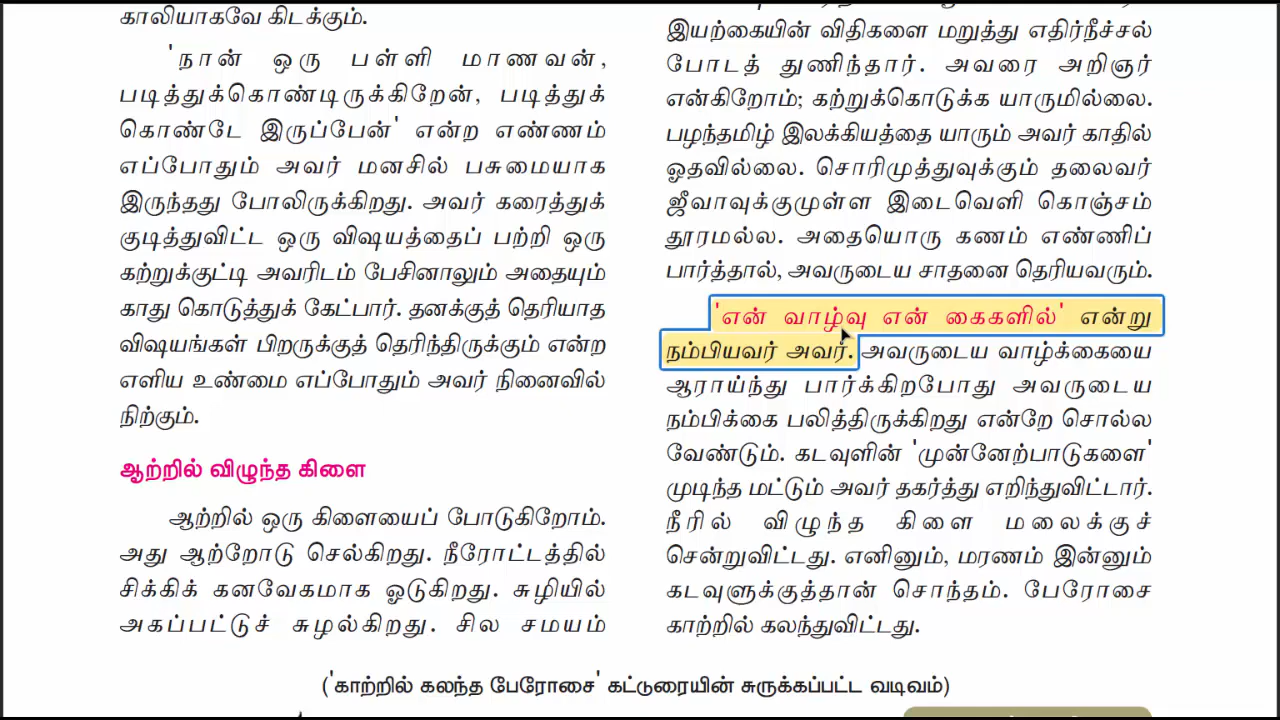 காலியாகவே கிடக்கும்.
'நான் ஒரு பள்ளி மாணவன்,
படித்துக்கொண்டிருக்கிறேன், படித்துக்
கொண்டே இருப்பேன்' என்ற எண்ணம்
எப்போதும் அவர் மனசில் பசுமையாக
இருந்தது போலிருக்கிறது. அவர் கரைத்துக்
குடித்துவிட்ட ஒரு விஷயத்தைப் பற்றி ஒரு
கற்றுக்குட்டி அவரிடம் பேசினாலும் அதையும்
காது கொடுத்துக் கேட்பார். தனக்குத் தெரியாத
விஷயங்கள் பிறருக்குத் தெரிந்திருக்கும் என்ற
எளிய உண்மை எப்போதும் அவர் நினைவில்
நிற்கும்.
ஆற்றில் விழுந்த கிளை
ஆற்றில் ஒரு கிளையைப் போடுகிறோம்.
அது ஆற்றோடு செல்கிறது. நீரோட்டத்தில்
சிக்கிக் கனவேகமாக ஓடுகிறது. சுழியில்
அகப்பட்டுச் சுழல்கிறது. சில சமயம்
இயற்கையின் விதிகளை மறுத்து எதிர்நீச்சல்
போடத் துணிந்தார். அவரை அறிஞர்
என்கிறோம்; கற்றுக்கொடுக்க யாருமில்லை.
பழந்தமிழ் இலக்கியத்தை யாரும் அவர் காதில்
ஓதவில்லை. சொரிமுத்துவுக்கும் தலைவர்
ஜீவாவுக்குமுள்ள இடைவெளி கொஞ்சம்
தூரமல்ல. அதையொரு கணம் எண்ணிப்
பார்த்தால், அவருடைய சாதனை தெரியவரும்.
'என் வாழ்வு என் கைகளில்' என்று
நம்பியவர் அவர். அவருடைய வாழ்க்கையை
ஆராய்ந்து பார்க்கிறபோது அவருடைய
நம்பிக்கை பலித்திருக்கிறது என்றே சொல்ல
வேண்டும். கடவுளின் 'முன்னேற்பாடுகளை'
முடிந்த மட்டும் அவர் தகர்த்து எறிந்துவிட்டார்.
நீரில் விழுந்த கிளை மலைக்குச்
சென்றுவிட்டது. எனினும், மரணம் இன்னும்
கடவுளுக்குத்தான் சொந்தம். பேரோசை
காற்றில் கலந்துவிட்டது.
('காற்றில் கலந்த பேரோசை' கட்டுரையின் சுருக்கப்பட்ட வடிவம்)